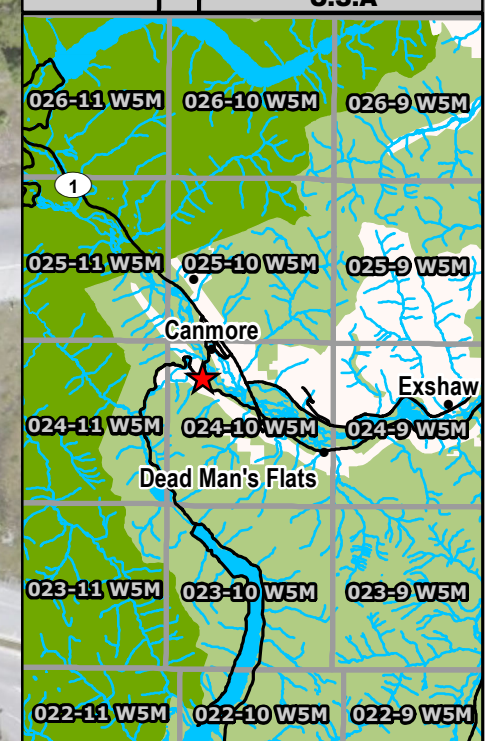 U.S.A
026-11 W5M 026-10 W5M 026-9 W5M
1
025-11 W5M 025-10 W5M 025-9 W5M
Canmore
Exshaw
024-11 W5M 024-10 W5M 024-9 W5M
Dead Man's Flats
023-11 W5M 023-10 W5M 023-9 W5M
022-11 W5M 022-10 W5M 022-9 W5M